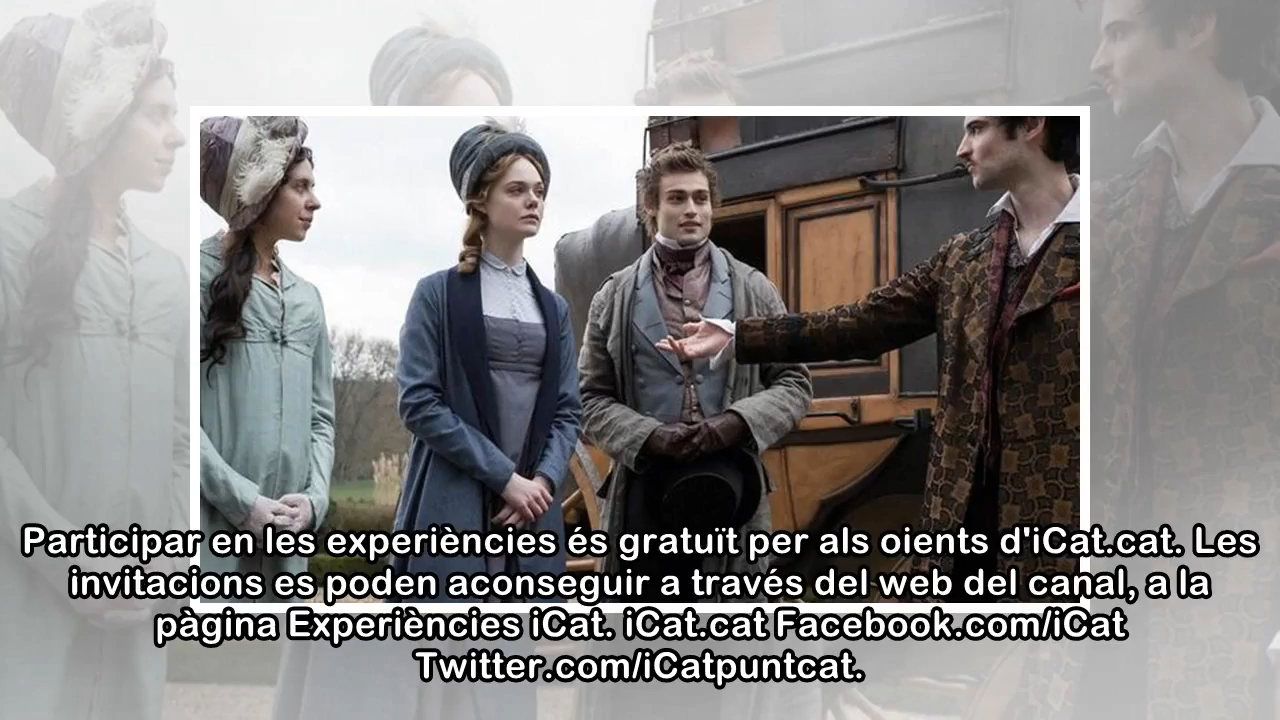 Participar en les experiències és gratuït per als oients d'iCat.cat. Les
invitacions es poden aconseguir a través del web del canal, a la
pàgina Experiències iCat. iCat.cat Facebook.com/iCat
Twitter.com/iCatpuntcat.